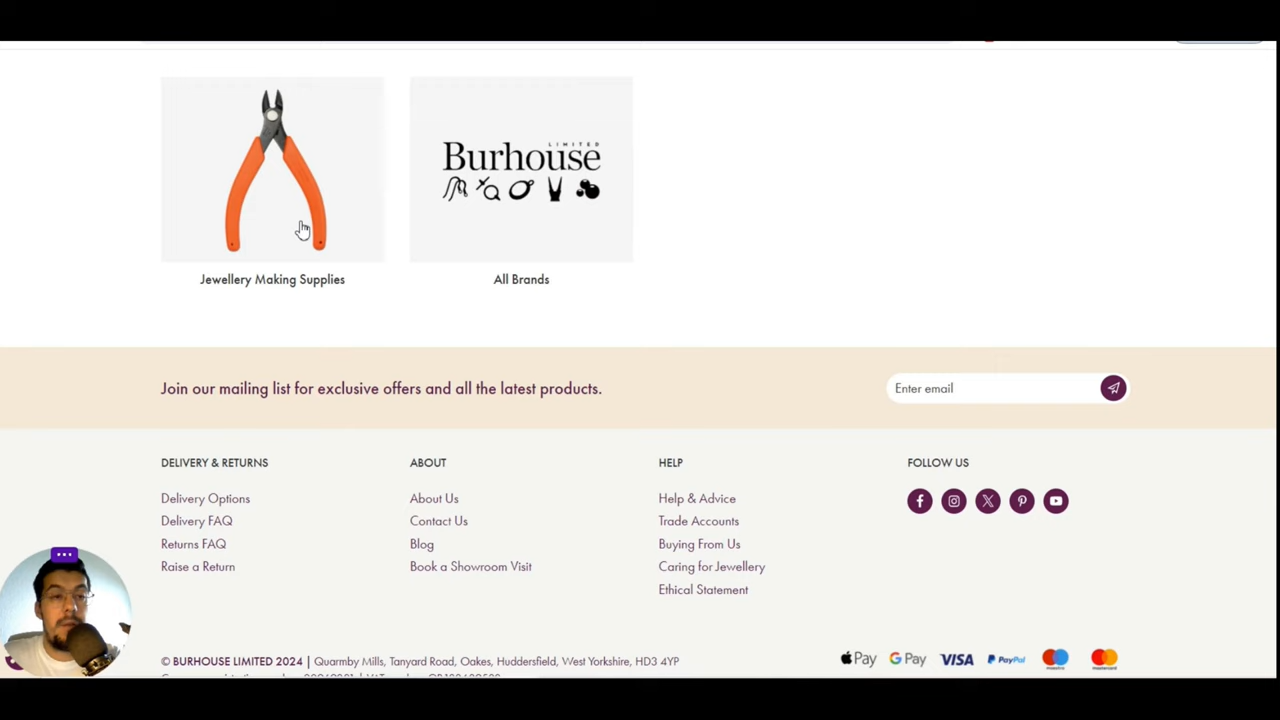 LIMITED
Burhouse
Jewellery Making Supplies
All Brands
Join our mailing list for exclusive offers and all the latest products.
Enter email
DELIVERY & RETURNS
Delivery Options
Delivery FAQ
Returns FAQ
Raise a Return
ABOUT
About Us
Contact Us
Blog
Book a Showroom Visit
HELP
Help & Advice
Trade Accounts
Buying From Us
Caring for Jewellery
Ethical Statement
FOLLOW US
© BURHOUSE LIMITED 2024 | Quarmby Mills, Tanyard Road, Oakes, Huddersfield, West Yorkshire, HD3 4YP
Pay
G Pay
VISA
PayPal
maestro
mastercard